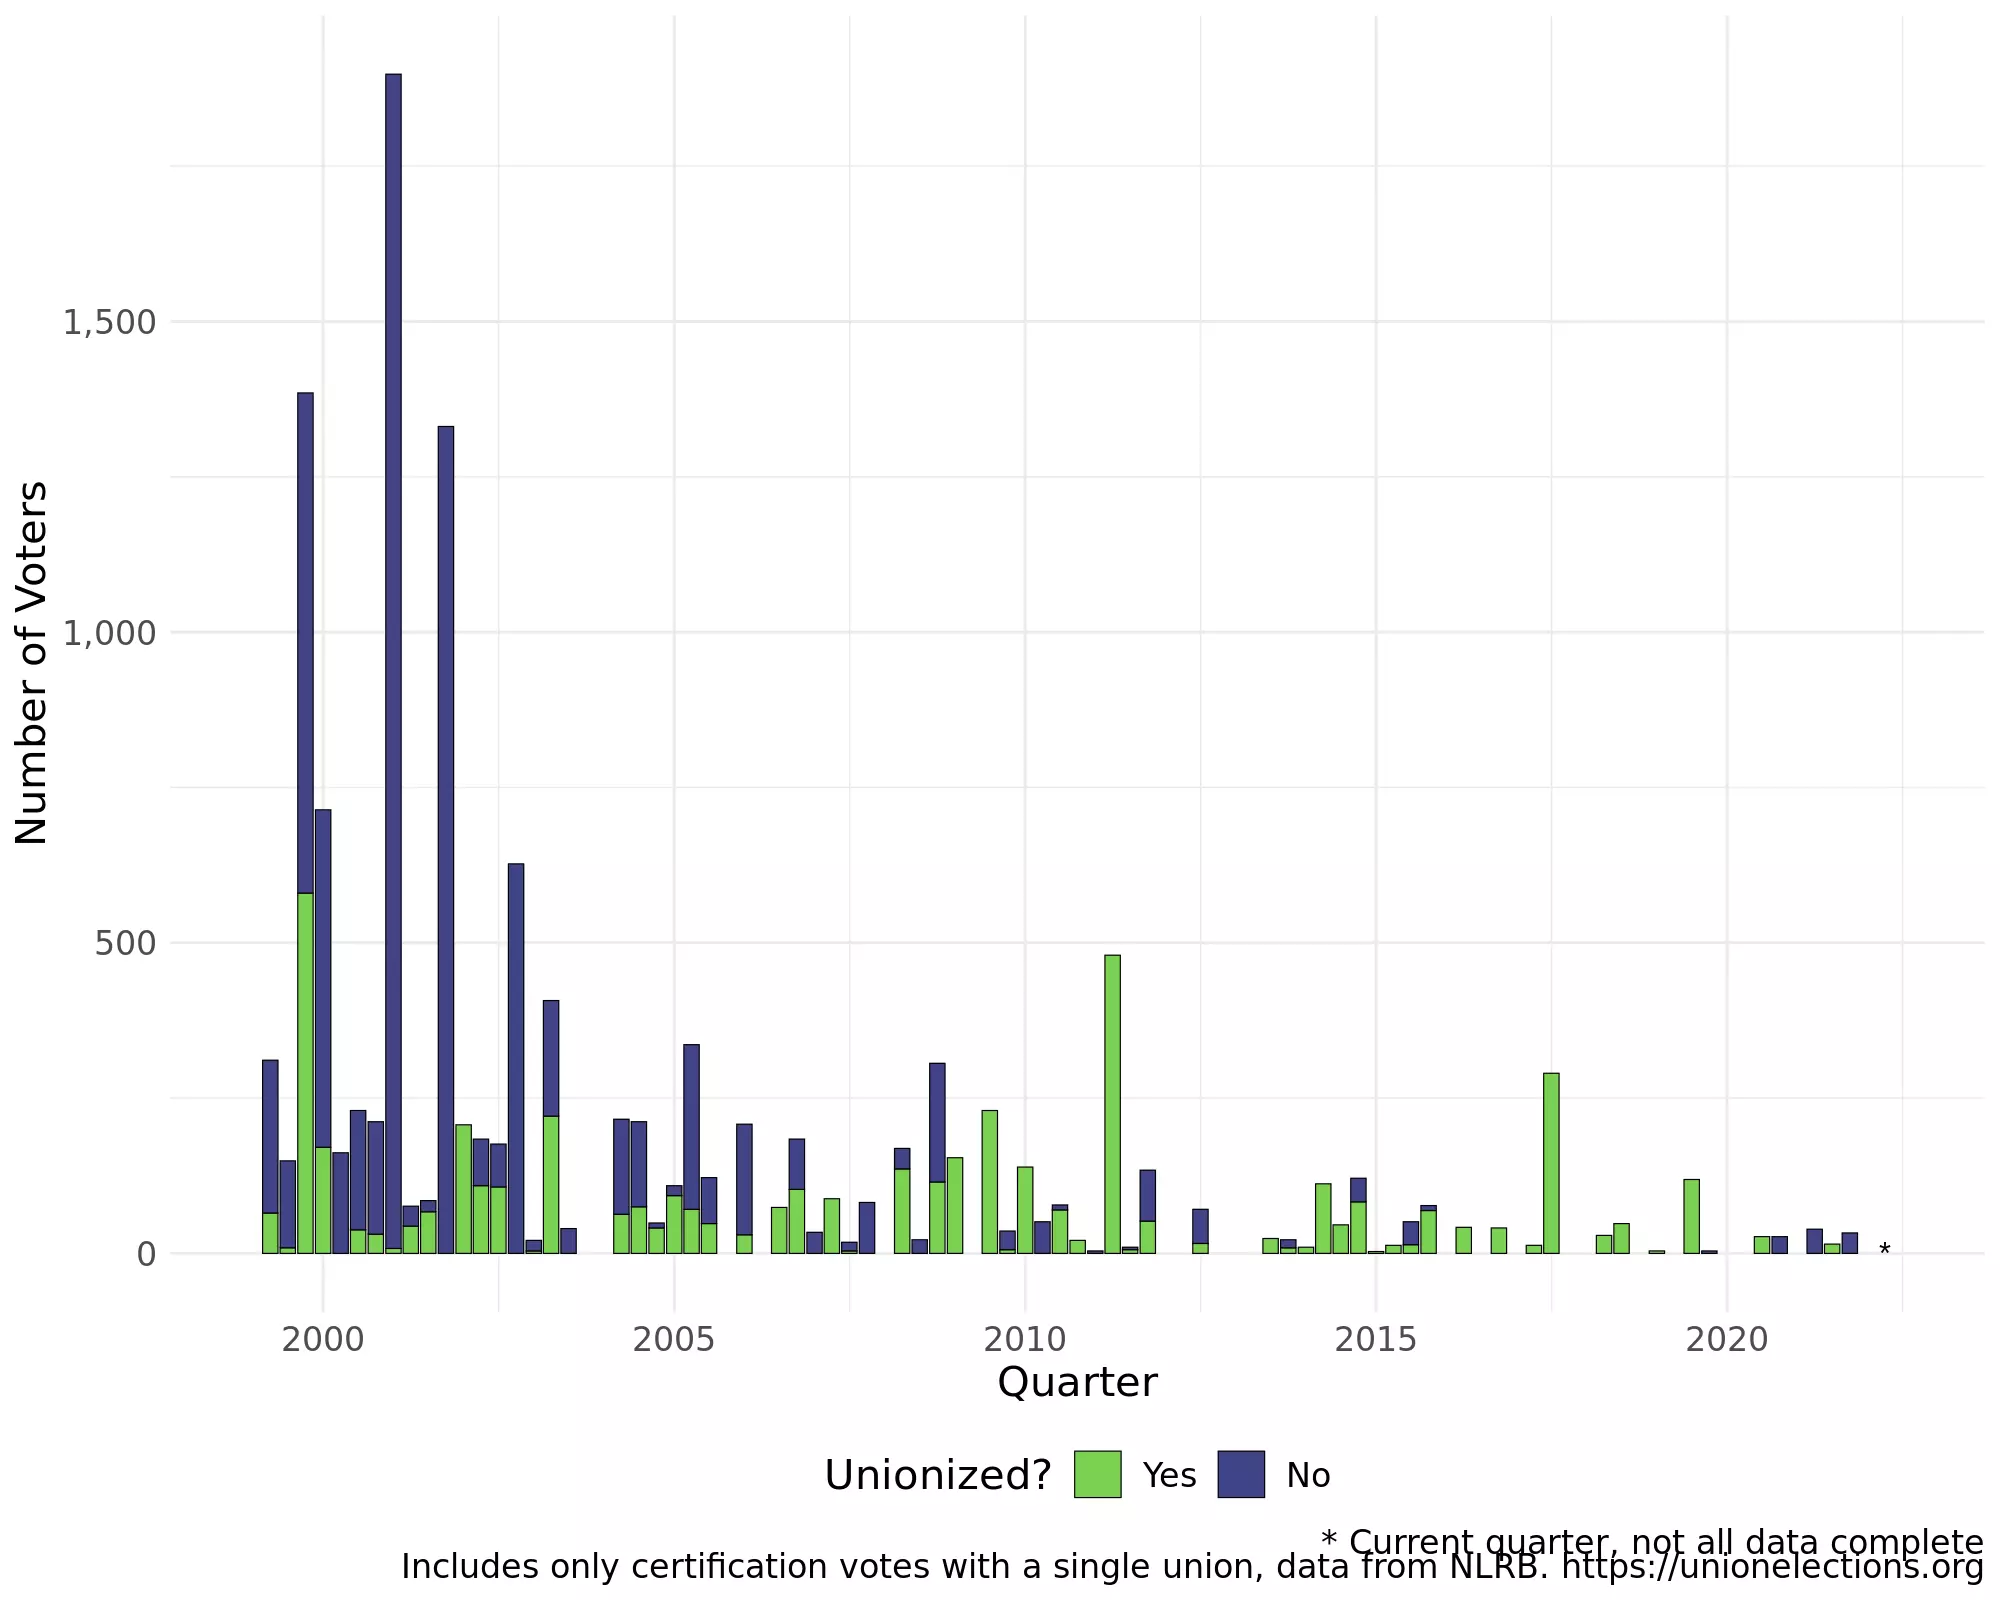 Number of Voters
1,500
1,000
500
0
*
2000 2005 2010 2015 2020
Quarter
Unionized? Yes No
* Current quarter, not all data complete
Includes only certification votes with a single union, data from NLRB. https://unionelections.org